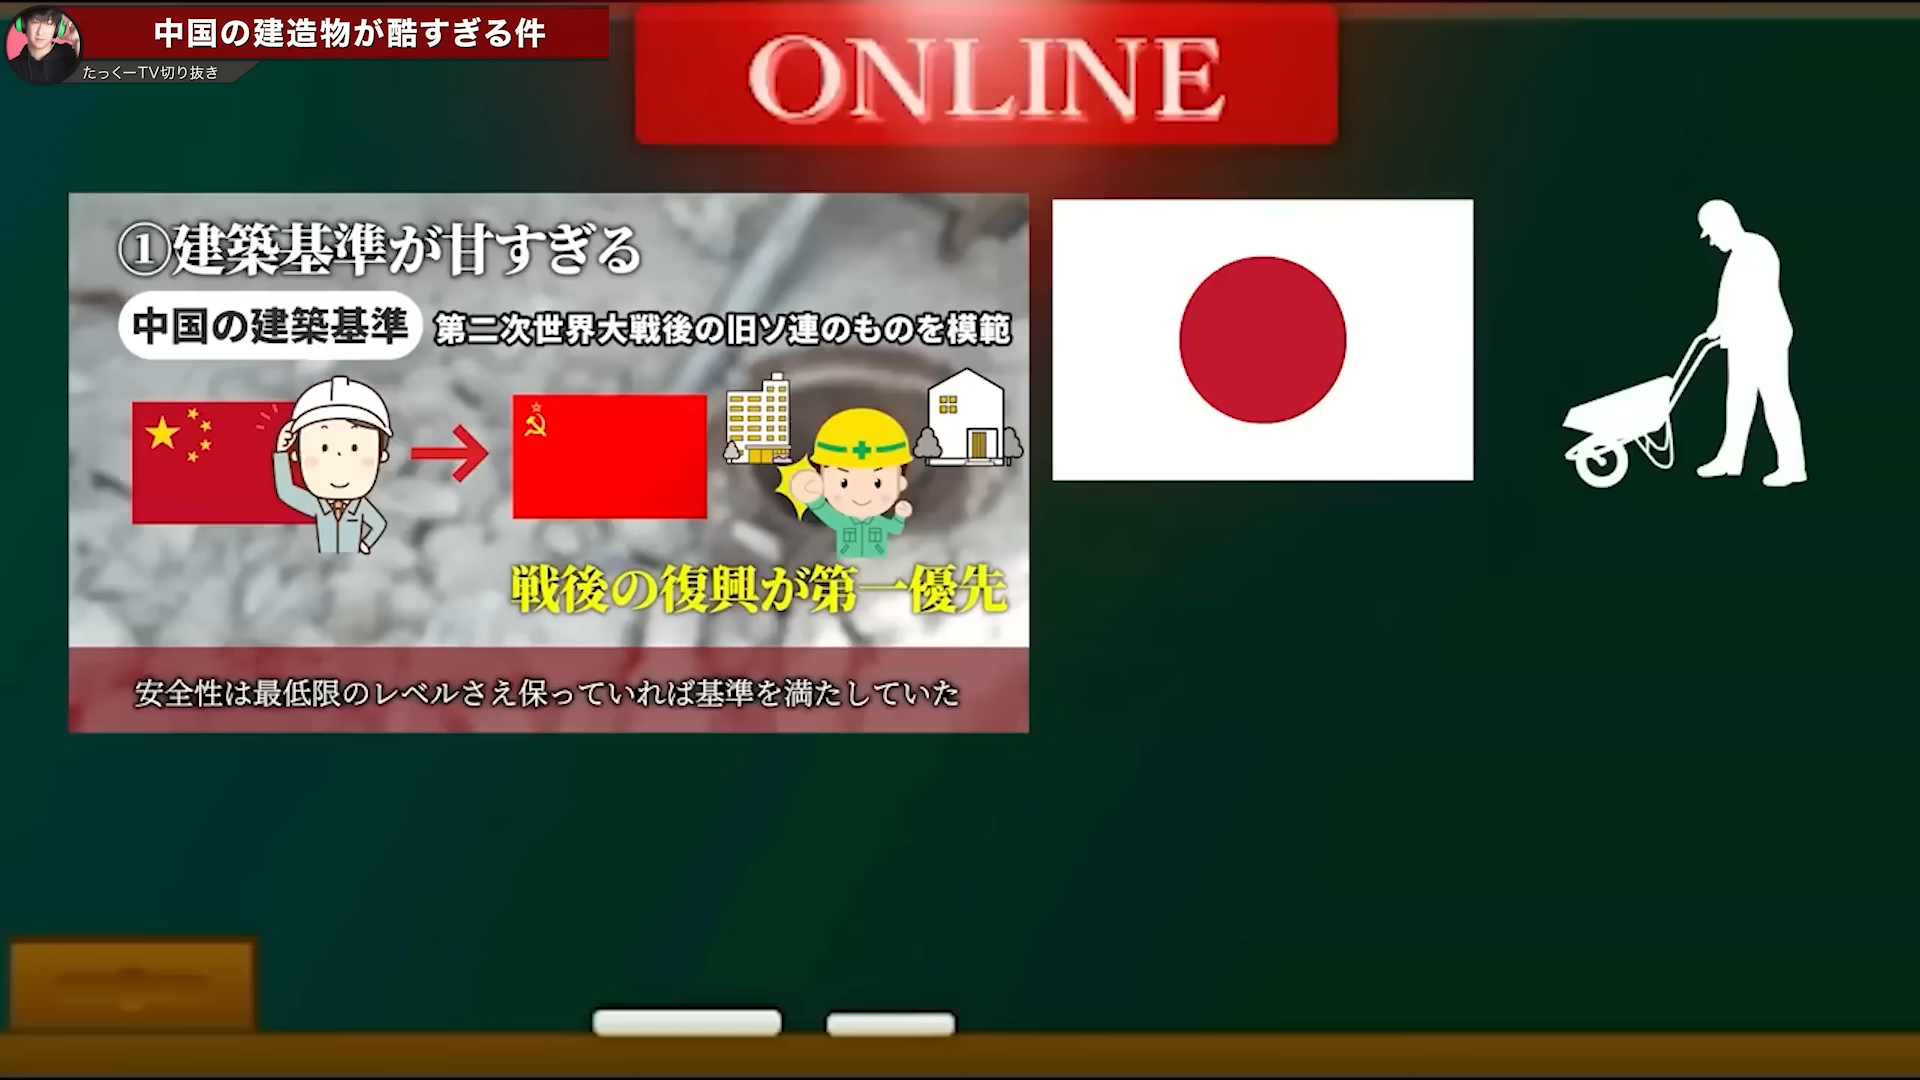 中国の建造物が酷すぎる件
たっくーTV切り抜き
ONLINE
①建築基準が甘すぎる
中国の建築基準 第二次世界大戦後の旧ソ連のものを模範
戦後の復興が第一優先
安全性は最低限のレベルさえ保っていれば基準を満たしていた